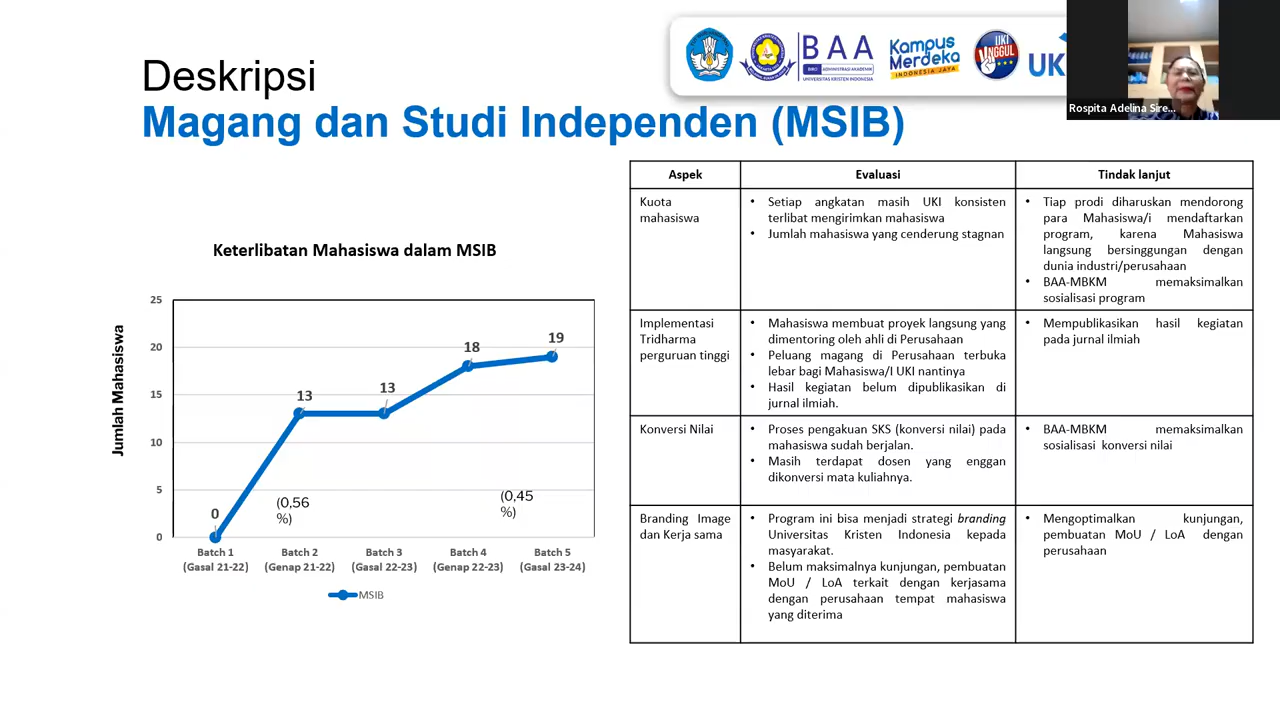 Deskripsi
Magang dan Studi Independen (MSIB)
BAA
BIRO ADMINISTRASI AKADEMIK
UNIVERSITAS KRISTEN INDONESIA
Kampus
Merdeka
INDONESIA JAYA
UKI
UNGGUL
UK
Rospita Adelina Sire...
Keterlibatan Mahasiswa dalam MSIB
Jumlah Mahasiswa
25
20
15
10
5
0
0
13
13
18
19
(0,56
%)
(0,45
%)
Batch 1
(Gasal 21-22)
Batch 2
(Genap 21-22)
Batch 3
(Gasal 22-23)
Batch 4
(Genap 22-23)
Batch 5
(Gasal 23-24)
MSIB
Aspek
Evaluasi
Tindak lanjut
Kuota
mahasiswa
• Setiap angkatan masih UKI konsisten
terlibat mengirimkan mahasiswa
• Jumlah mahasiswa yang cenderung stagnan
• Tiap prodi diharuskan mendorong
para Mahasiswa/i mendaftarkan
program, karena Mahasiswa
langsung bersinggungan dengan
dunia industri/perusahaan
• BAA-MBKM memaksimalkan
sosialisasi program
Implementasi
Tridharma
perguruan tinggi
• Mahasiswa membuat proyek langsung yang
dimentoring oleh ahli di Perusahaan
• Peluang magang di Perusahaan terbuka
lebar bagi Mahasiswa/I UKI nantinya
• Hasil kegiatan belum dipublikasikan di
jurnal ilmiah.
• Mempublikasikan hasil kegiatan
pada jurnal ilmiah
Konversi Nilai
• Proses pengakuan SKS (konversi nilai) pada
mahasiswa sudah berjalan.
• Masih terdapat dosen yang enggan
dikonversi mata kuliahnya.
• BAA-MBKM memaksimalkan
sosialisasi konversi nilai
Branding Image
dan Kerja sama
• Program ini bisa menjadi strategi branding
Universitas Kristen Indonesia kepada
masyarakat.
• Belum maksimalnya kunjungan, pembuatan
MoU / LoA terkait dengan kerjasama
dengan perusahaan tempat mahasiswa
yang diterima
• Mengoptimalkan kunjungan,
pembuatan MoU / LoA dengan
perusahaan